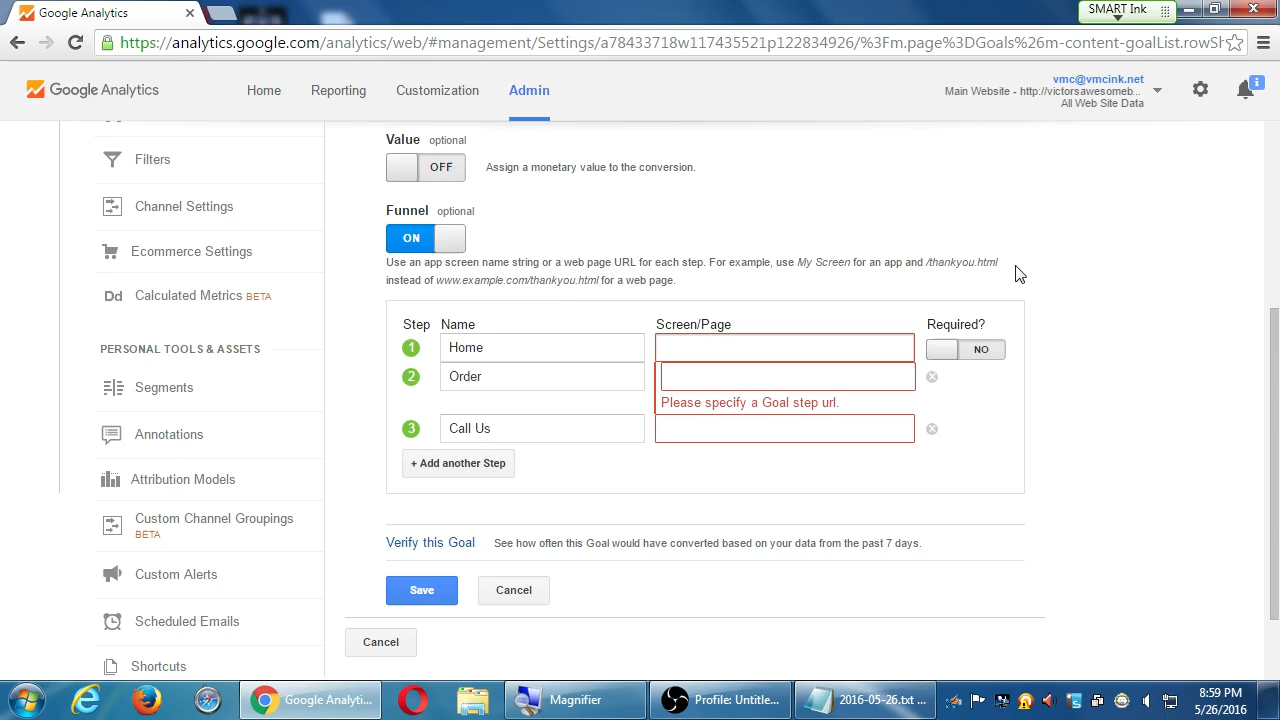 Google Analytics
SMART Ink
https://analytics.google.com/analytics/web/#management/Settings/a78433718w117435521p122834926/%3Fm.page%3DGoals%26m-content-goalList.rowSh
Google Analytics
Home
Reporting
Customization
Admin
vmc@vmcink.net
Main Website - http://victorsawesomeb...
All Web Site Data
i
Filters
Channel Settings
Ecommerce Settings
Dd Calculated Metrics BETA
PERSONAL TOOLS & ASSETS
Segments
Annotations
Attribution Models
Custom Channel Groupings
BETA
Custom Alerts
Scheduled Emails
Shortcuts
Value optional
OFF
Assign a monetary value to the conversion.
Funnel optional
ON
Use an app screen name string or a web page URL for each step. For example, use My Screen for an app and /thankyou.html
instead of www.example.com/thankyou.html for a web page.
Step Name Screen/Page Required?
1 Home NO
2 Order
Please specify a Goal step url.
3 Call Us
+ Add another Step
Verify this Goal See how often this Goal would have converted based on your data from the past 7 days.
Save Cancel
Cancel
Google Analyti...
Magnifier
Profile: Untitle...
2016-05-26.txt ...
8:59 PM
5/26/2016